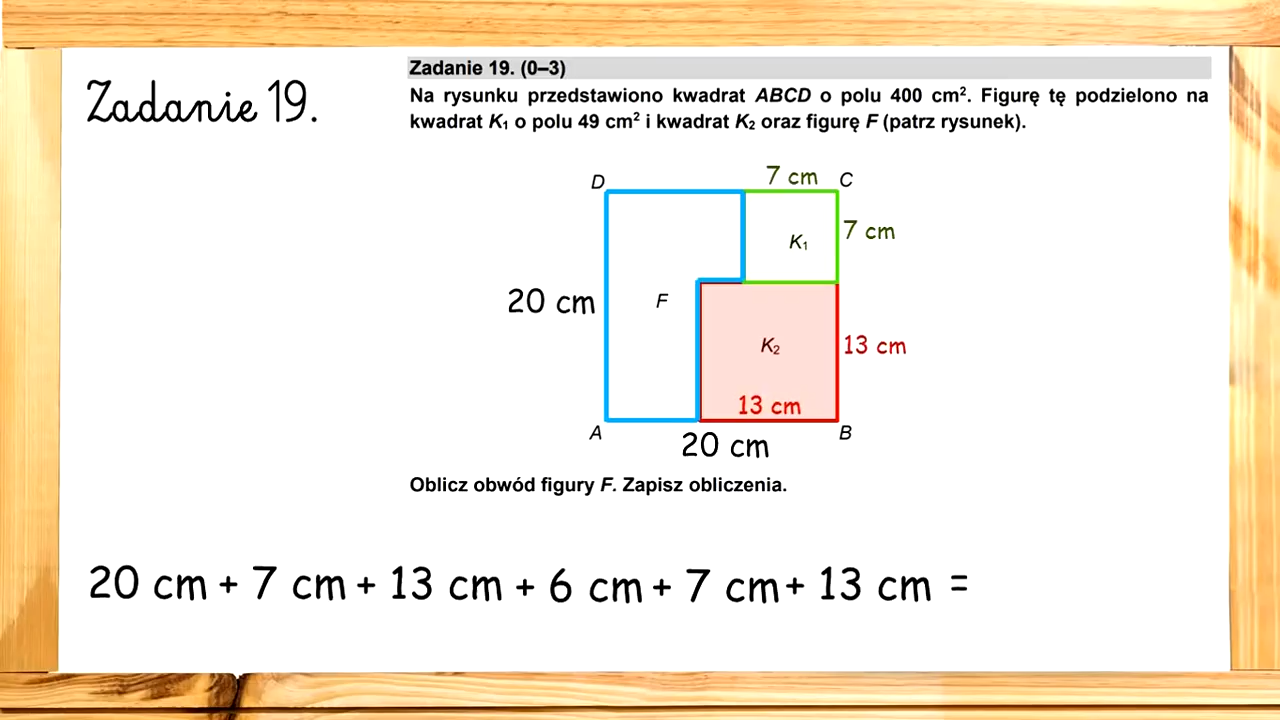 Zadanie 19.
Zadanie 19. (0–3)
Na rysunku przedstawiono kwadrat ABCD o polu 400 cm². Figurę tę podzielono na
kwadrat K₁ o polu 49 cm² i kwadrat K₂ oraz figurę F (patrz rysunek).
7 cm
D
C
K₁
7 cm
20 cm
F
K₂
13 cm
13 cm
A
B
20 cm
Oblicz obwód figury F. Zapisz obliczenia.
20 cm + 7 cm + 13 cm + 6 cm + 7 cm + 13 cm =